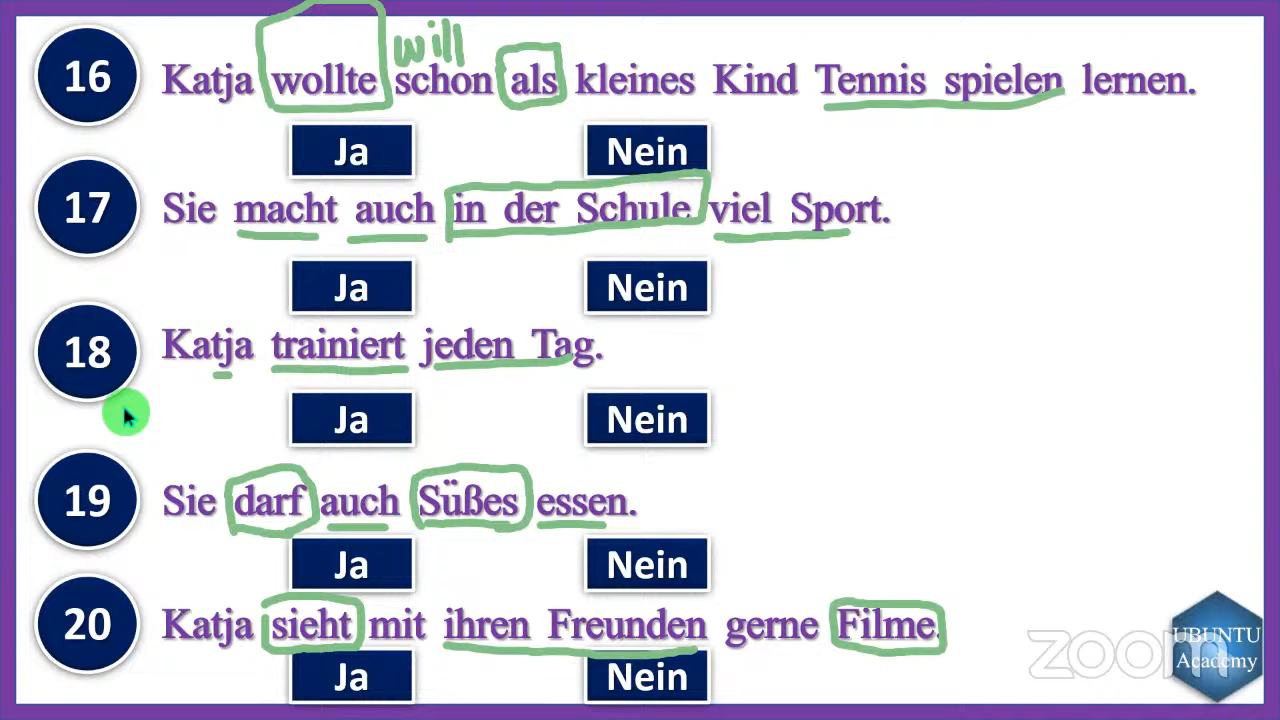 will
16 Katja wollte schon als kleines Kind Tennis spielen lernen.
Ja Nein
17 Sie macht auch in der Schule viel Sport.
Ja Nein
18 Katja trainiert jeden Tag.
Ja Nein
19 Sie darf auch Süßes essen.
Ja Nein
20 Katja sieht mit ihren Freunden gerne Filme.
Ja Nein
zoom
UBUNTU
Academy